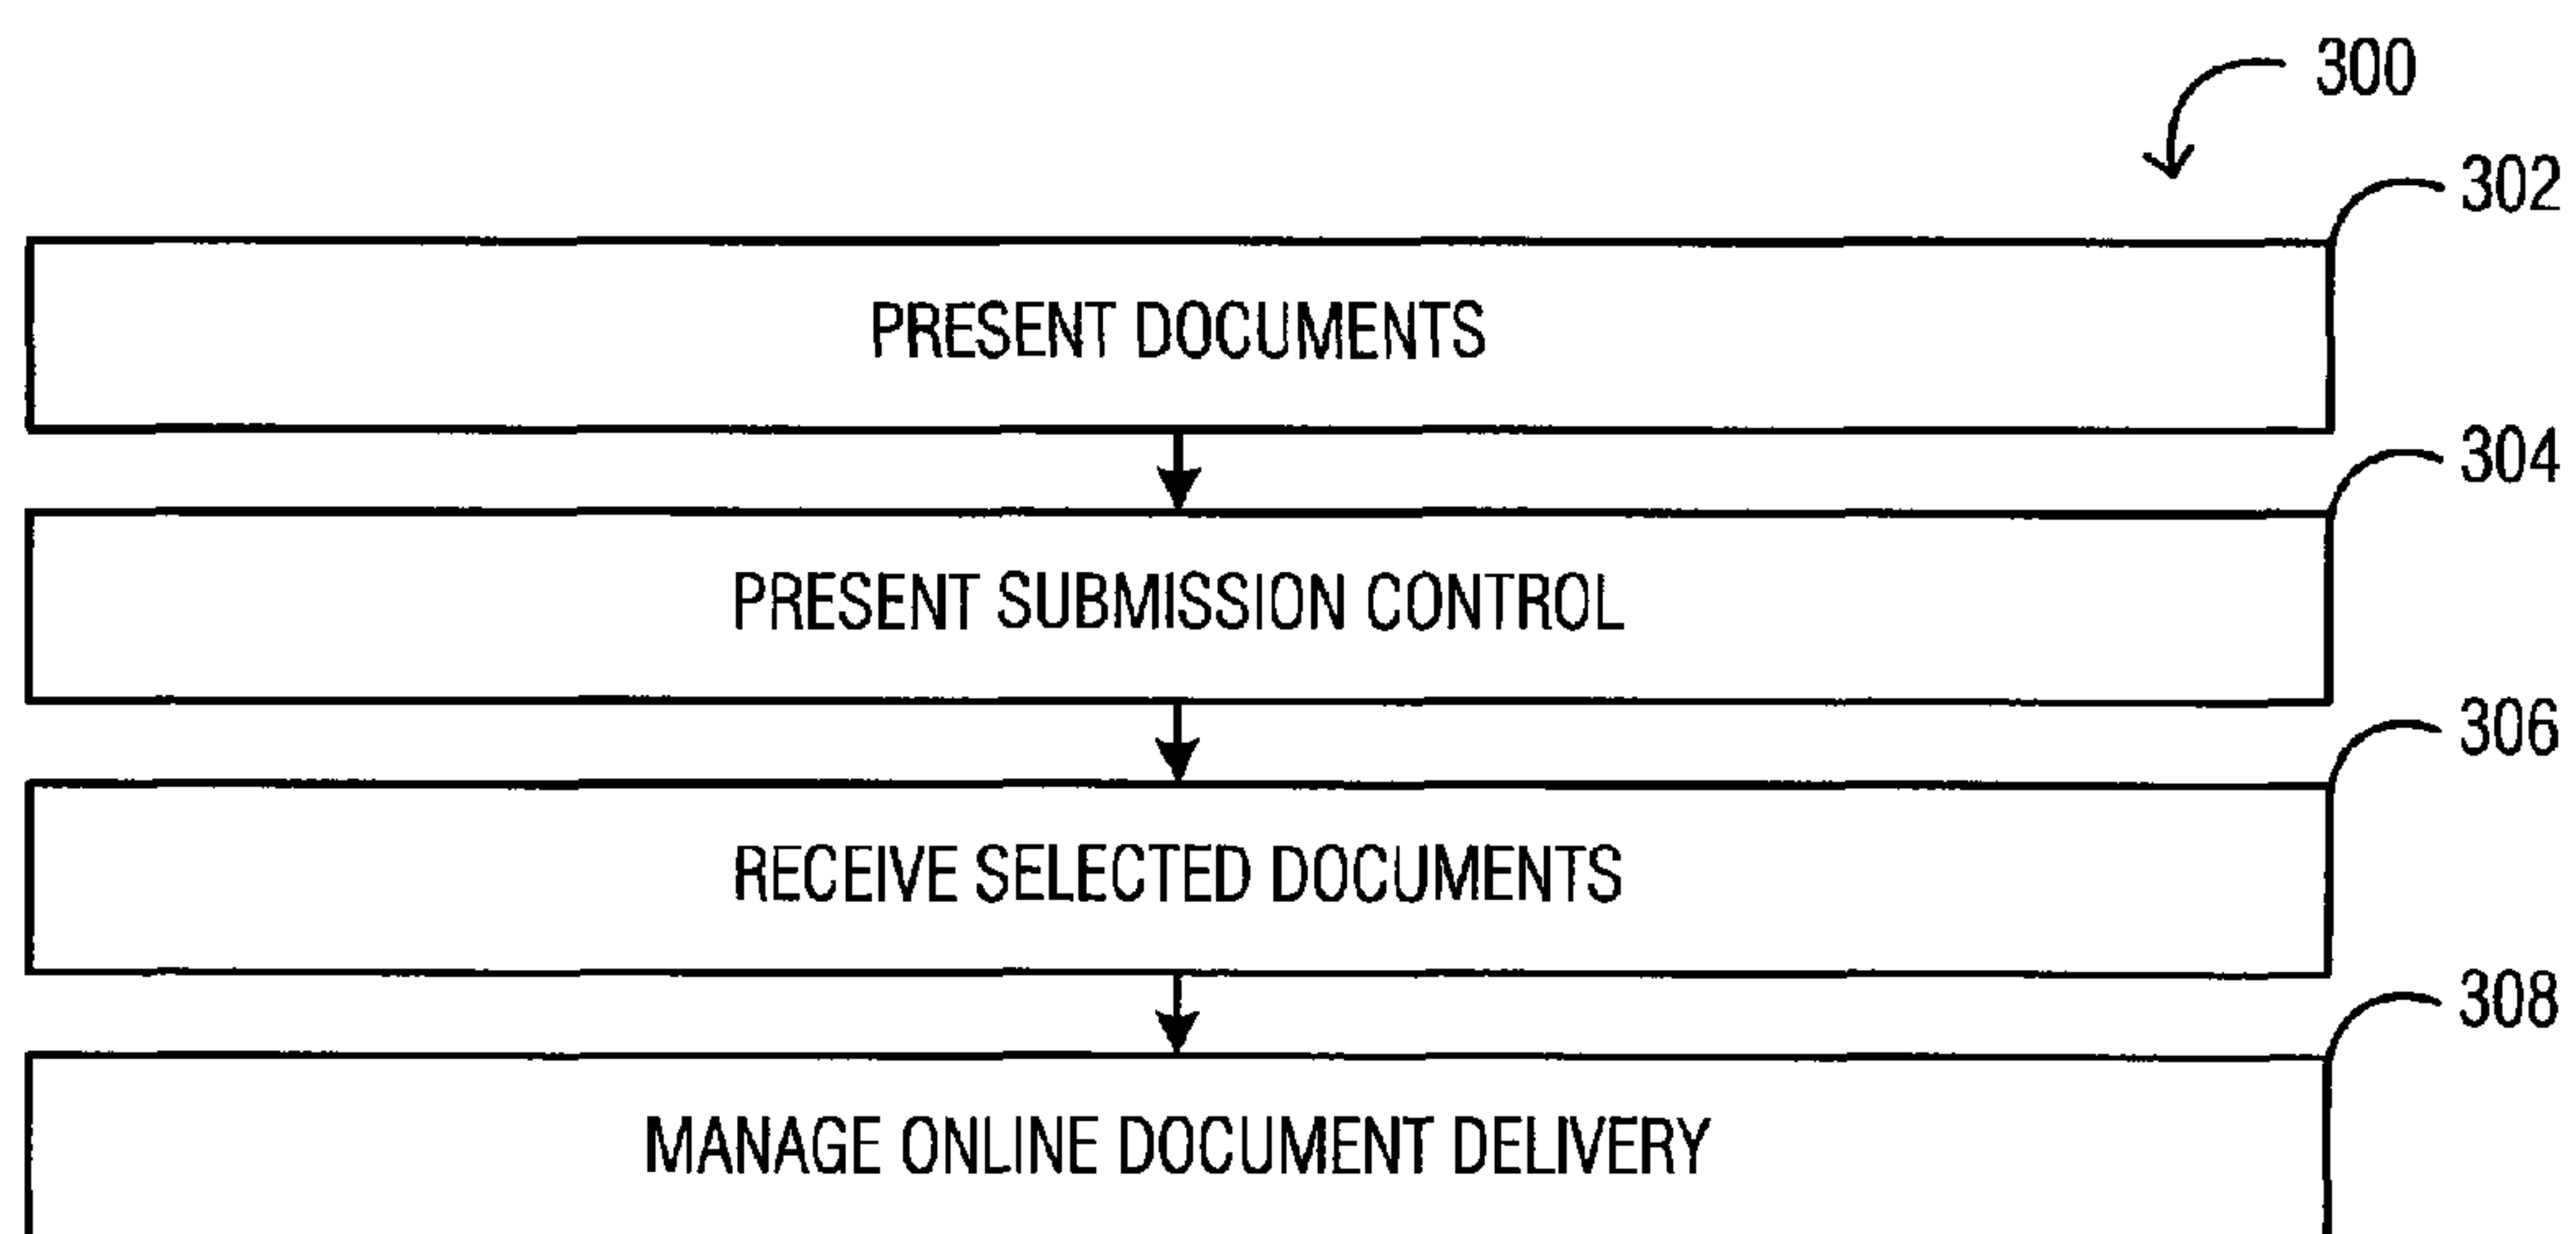 300
302
PRESENT DOCUMENTS
304
PRESENT SUBMISSION CONTROL
306
RECEIVE SELECTED DOCUMENTS
308
MANAGE ONLINE DOCUMENT DELIVERY